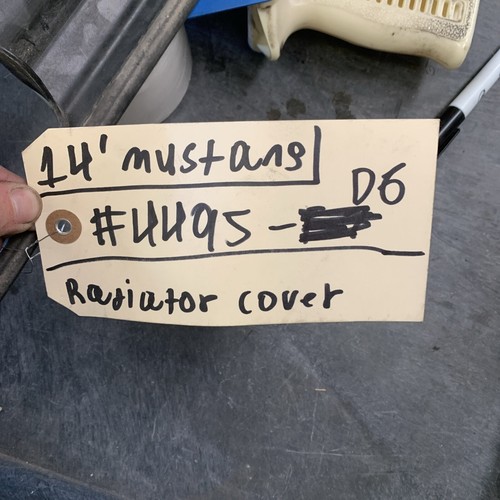 14' mustang
D6
#4495 -
Radiator cover